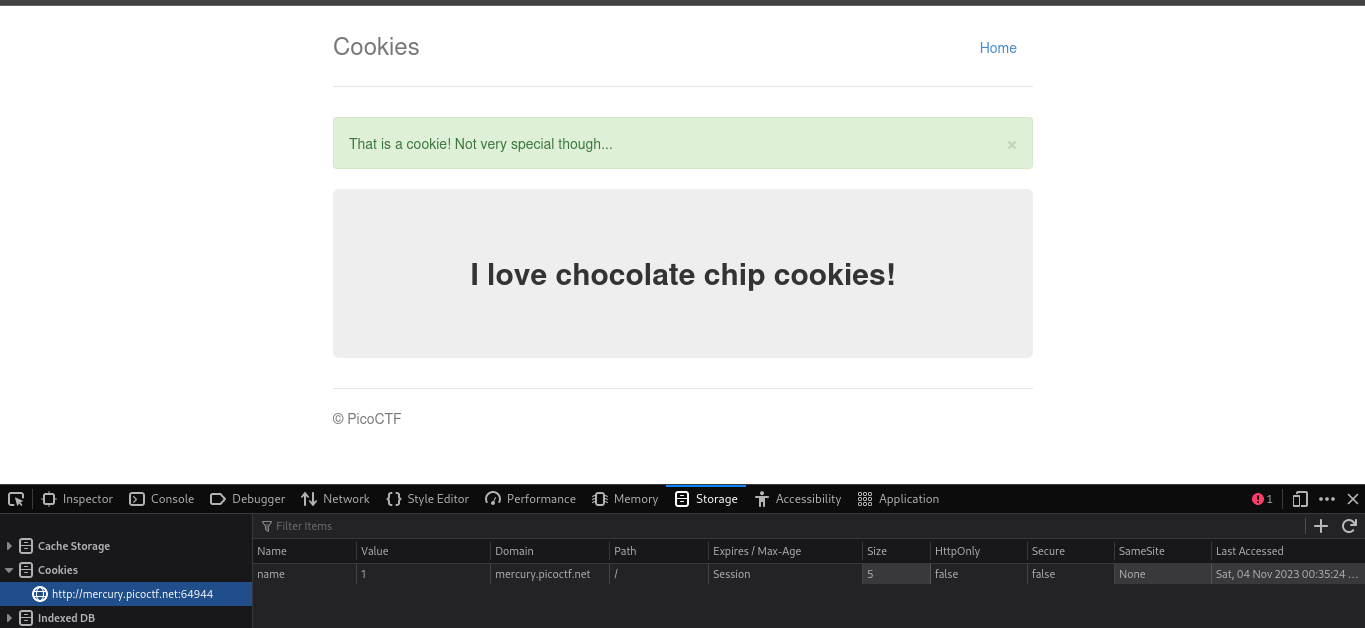 Cookies Home
That is a cookie! Not very special though... ×
I love chocolate chip cookies!
© PicoCTF
Inspector Console Debugger Network {} Style Editor Performance Memory Storage Accessibility Application 1
Filter Items
Cache Storage
Cookies
http://mercury.picoctf.net:64944
Indexed DB
Name Value Domain Path Expires / Max-Age Size HttpOnly Secure SameSite Last Accessed
name 1 mercury.picoctf.net / Session 5 false false None Sat, 04 Nov 2023 00:35:24 ...